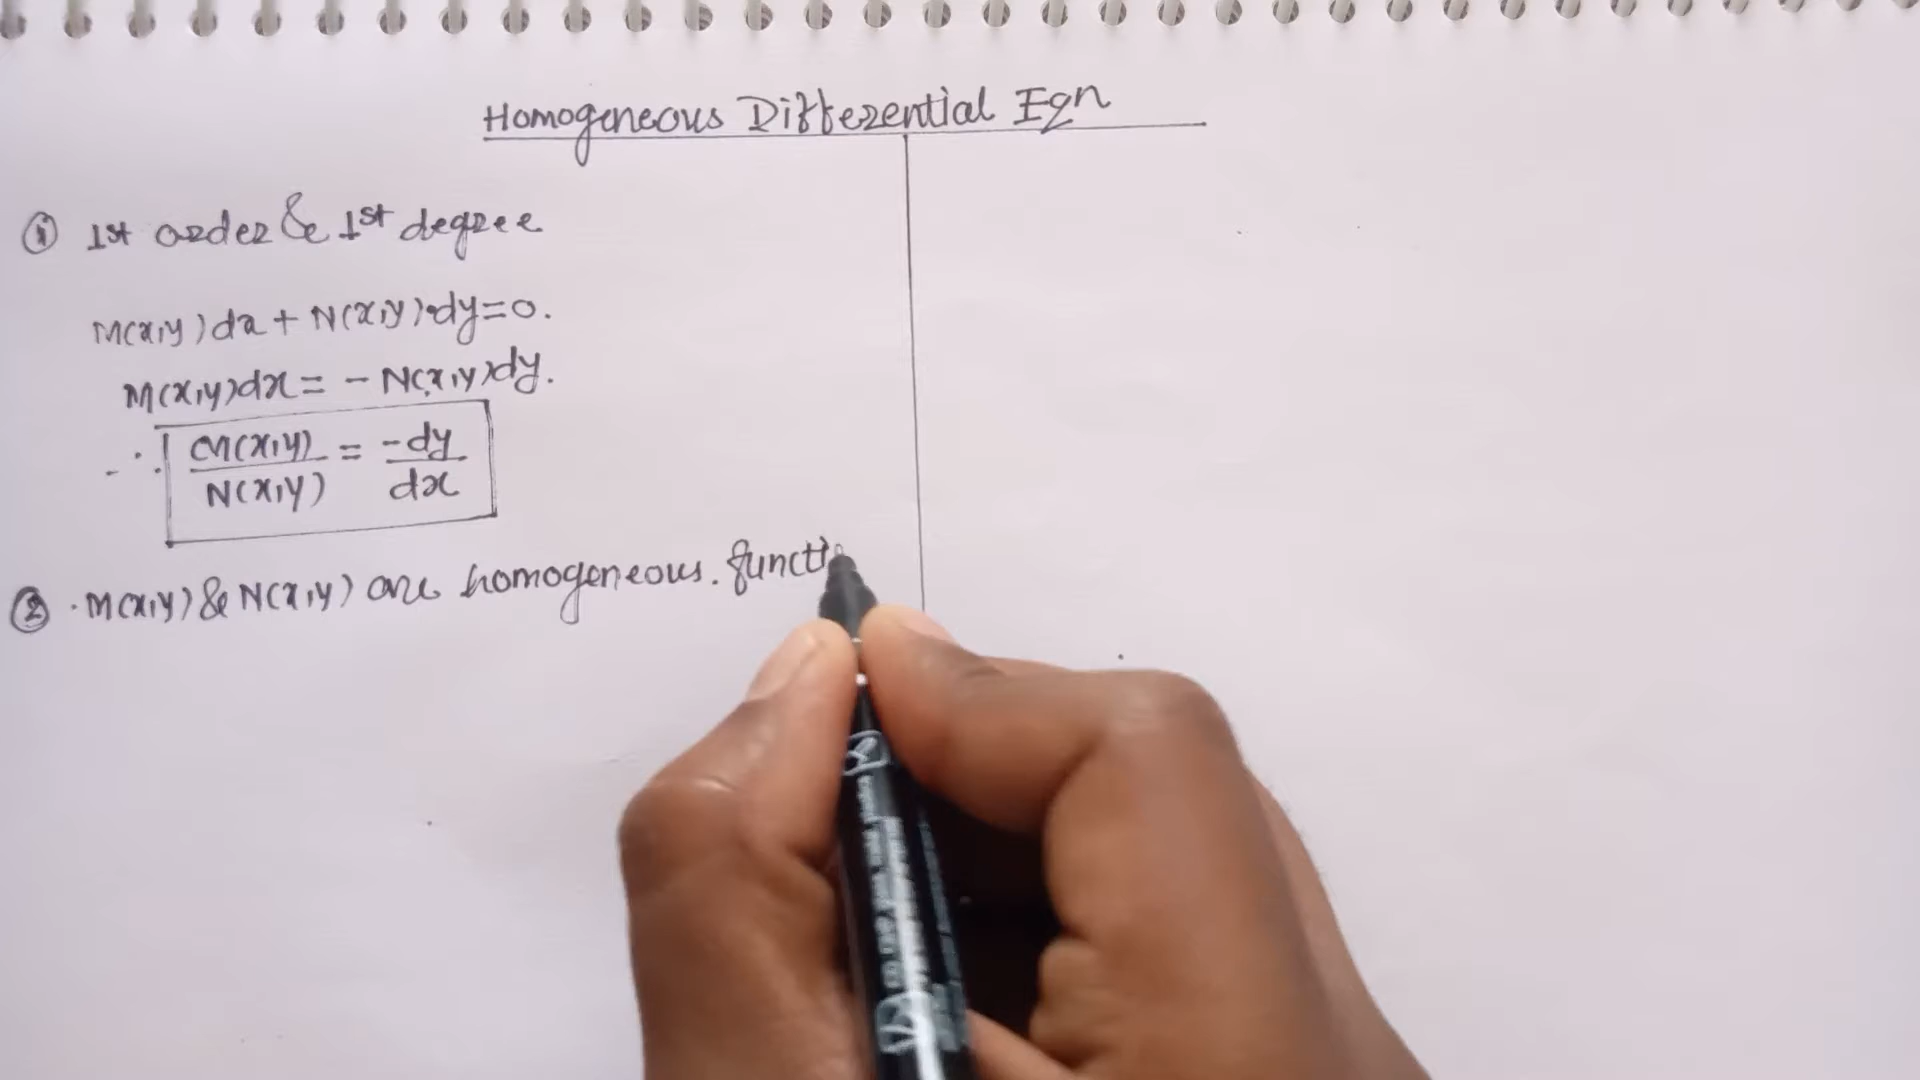 Homogeneous Differential Eqn
① 1st order & 1st degree
M(x,y)dx + N(x,y)·dy=0.
M(x,y)dx = - N(x,y)dy.
∴ M(x,y)/N(x,y) = -dy/dx
② M(x,y) & N(x,y) are homogeneous. functi